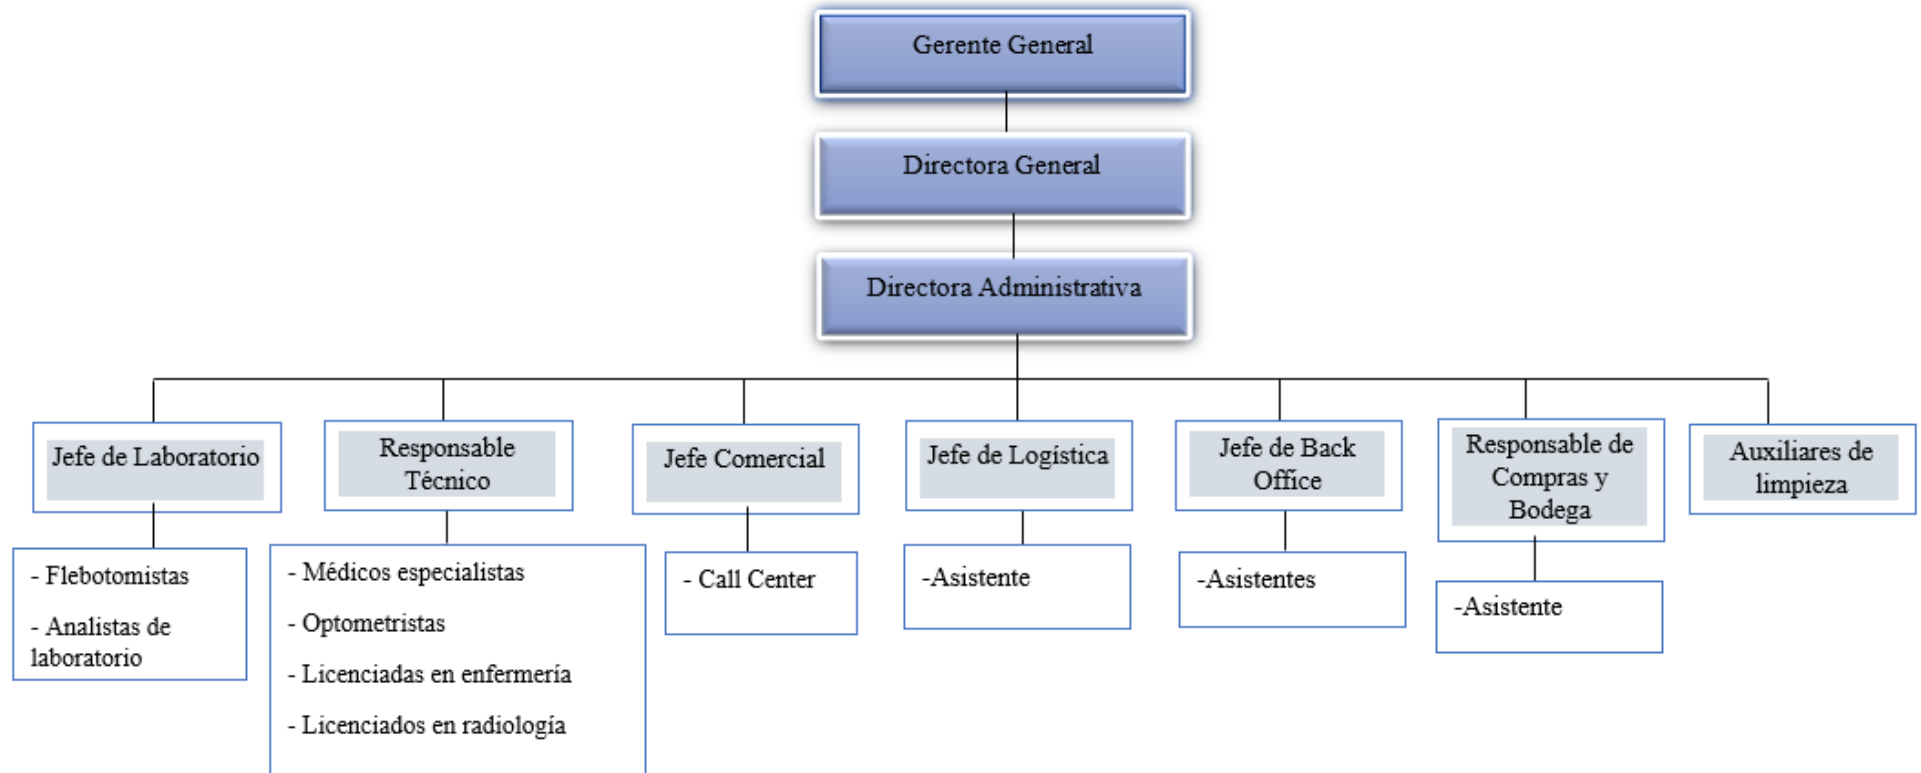 Gerente General
Directora General
Directora Administrativa
Jefe de Laboratorio
Responsable
Técnico
Jefe Comercial
Jefe de Logística
Jefe de Back
Office
Responsable de
Compras y
Bodega
Auxiliares de
limpieza
- Flebotomistas
- Analistas de
laboratorio
- Médicos especialistas
- Optometristas
- Licenciadas en enfermería
- Licenciados en radiología
- Call Center
-Asistente
-Asistentes
-Asistente